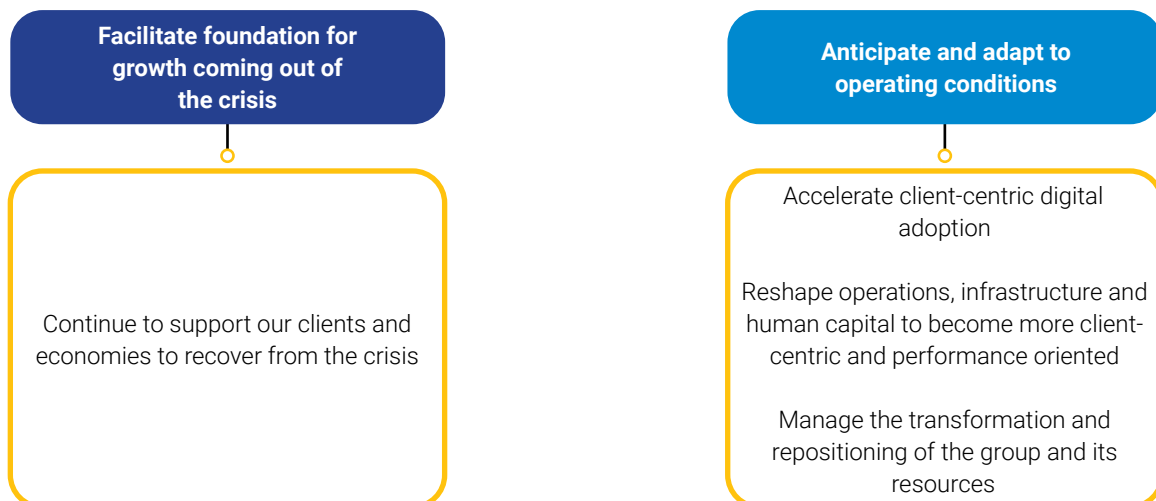 Facilitate foundation for
growth coming out of
the crisis
Continue to support our clients and
economies to recover from the crisis
Anticipate and adapt to
operating conditions
Accelerate client-centric digital
adoption
Reshape operations, infrastructure and
human capital to become more client-
centric and performance oriented
Manage the transformation and
repositioning of the group and its
resources